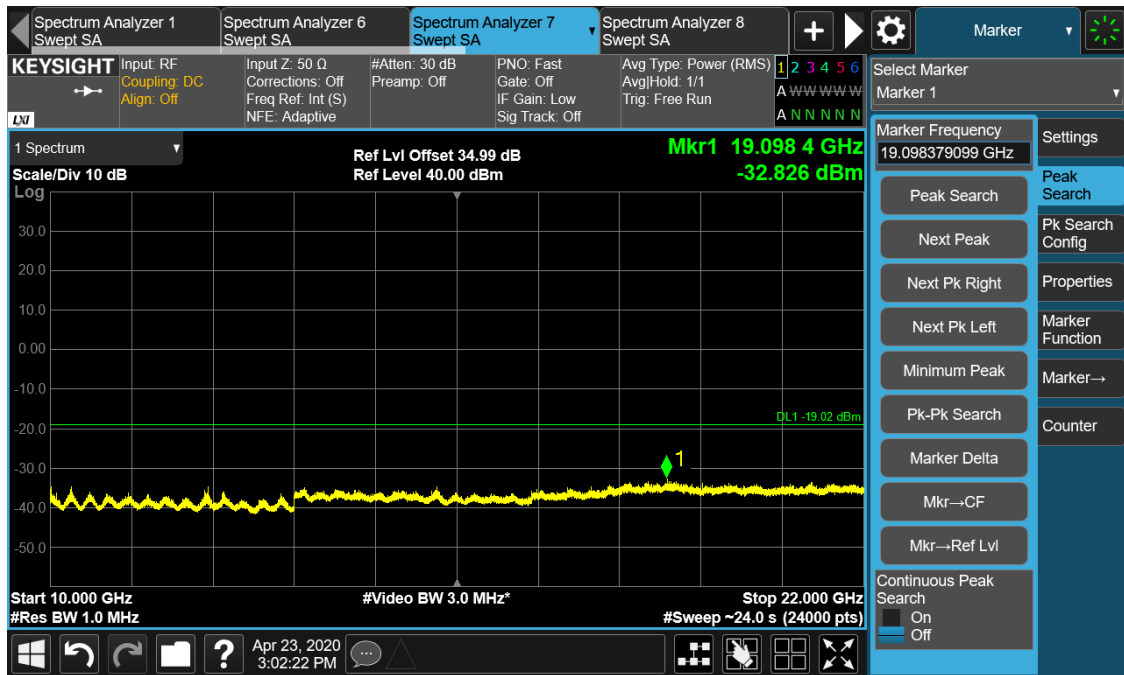 Spectrum Analyzer 1
Swept SA
Spectrum Analyzer 6
Swept SA
Spectrum Analyzer 7
Swept SA
Spectrum Analyzer 8
Swept SA
+
Marker
KEYSIGHT
LXI
Input: RF
Coupling: DC
Align: Off
Input Z: 50 Ω
Corrections: Off
Freq Ref: Int (S)
NFE: Adaptive
#Atten: 30 dB
Preamp: Off
PNO: Fast
Gate: Off
IF Gain: Low
Sig Track: Off
Avg Type: Power (RMS)
Avg|Hold: 1/1
Trig: Free Run
1 2 3 4 5 6
A W W W W W
A N N N N N
Select Marker
Marker 1
1 Spectrum
Scale/Div 10 dB
Log
Ref Lvl Offset 34.99 dB
Ref Level 40.00 dBm
Mkr1 19.098 4 GHz
-32.826 dBm
30.0
20.0
10.0
0.00
-10.0
-20.0
-30.0
-40.0
-50.0
DL1 -19.02 dBm
1
Start 10.000 GHz
#Res BW 1.0 MHz
#Video BW 3.0 MHz*
Stop 22.000 GHz
#Sweep ~24.0 s (24000 pts)
Marker Frequency
19.098379099 GHz
Peak Search
Next Peak
Next Pk Right
Next Pk Left
Minimum Peak
Pk-Pk Search
Marker Delta
Mkr→CF
Mkr→Ref Lvl
Continuous Peak
Search
On
Off
Settings
Peak
Search
Pk Search
Config
Properties
Marker
Function
Marker→
Counter
?
Apr 23, 2020
3:02:22 PM